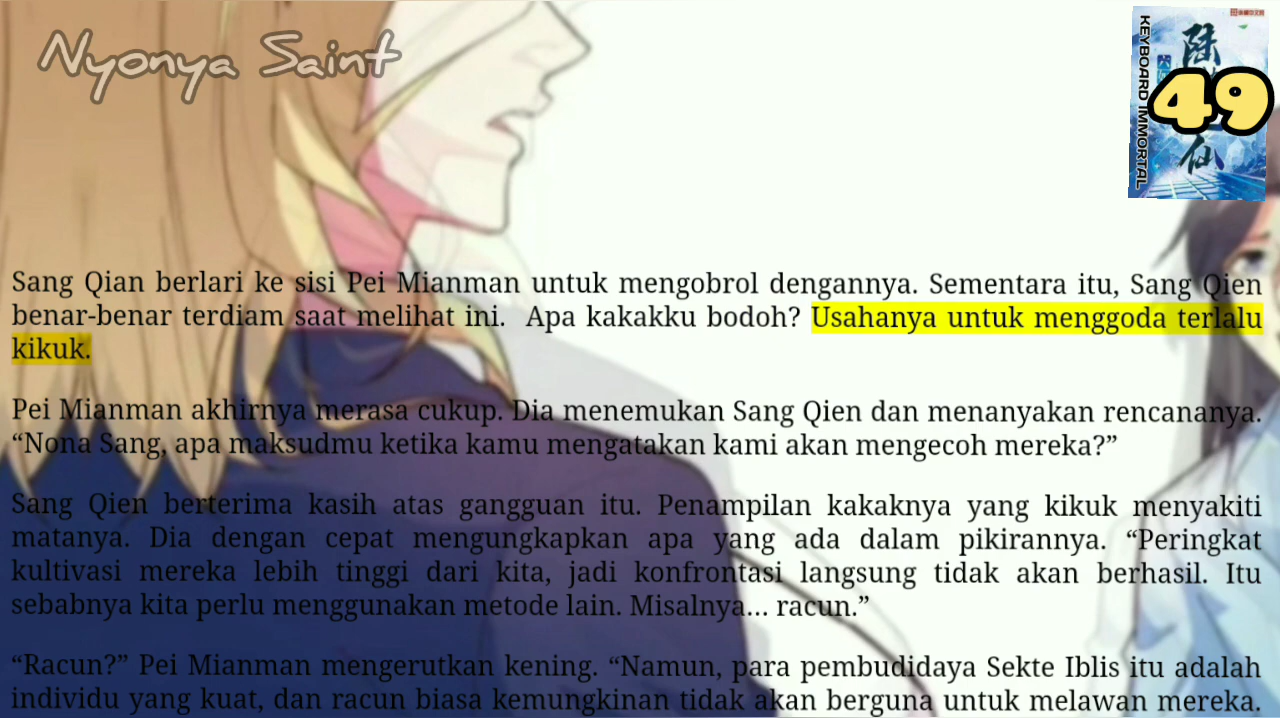 Nyonya Saint
KEYBOARD IMMORTAL
49
仙
Sang Qian berlari ke sisi Pei Mianman untuk mengobrol dengannya. Sementara itu, Sang Qien
benar-benar terdiam saat melihat ini. Apa kakakku bodoh? Usahanya untuk menggoda terlalu
kikuk.
Pei Mianman akhirnya merasa cukup. Dia menemukan Sang Qien dan menanyakan rencananya.
“Nona Sang, apa maksudmu ketika kamu mengatakan kami akan mengecoh mereka?”
Sang Qien berterima kasih atas gangguan itu. Penampilan kakaknya yang kikuk menyakiti
matanya. Dia dengan cepat mengungkapkan apa yang ada dalam pikirannya. “Peringkat
kultivasi mereka lebih tinggi dari kita, jadi konfrontasi langsung tidak akan berhasil. Itu
sebabnya kita perlu menggunakan metode lain. Misalnya... racun.”
“Racun?” Pei Mianman mengerutkan kening. “Namun, para pembudidaya Sekte Iblis itu adalah
individu yang kuat, dan racun biasa kemungkinan tidak akan berguna untuk melawan mereka.